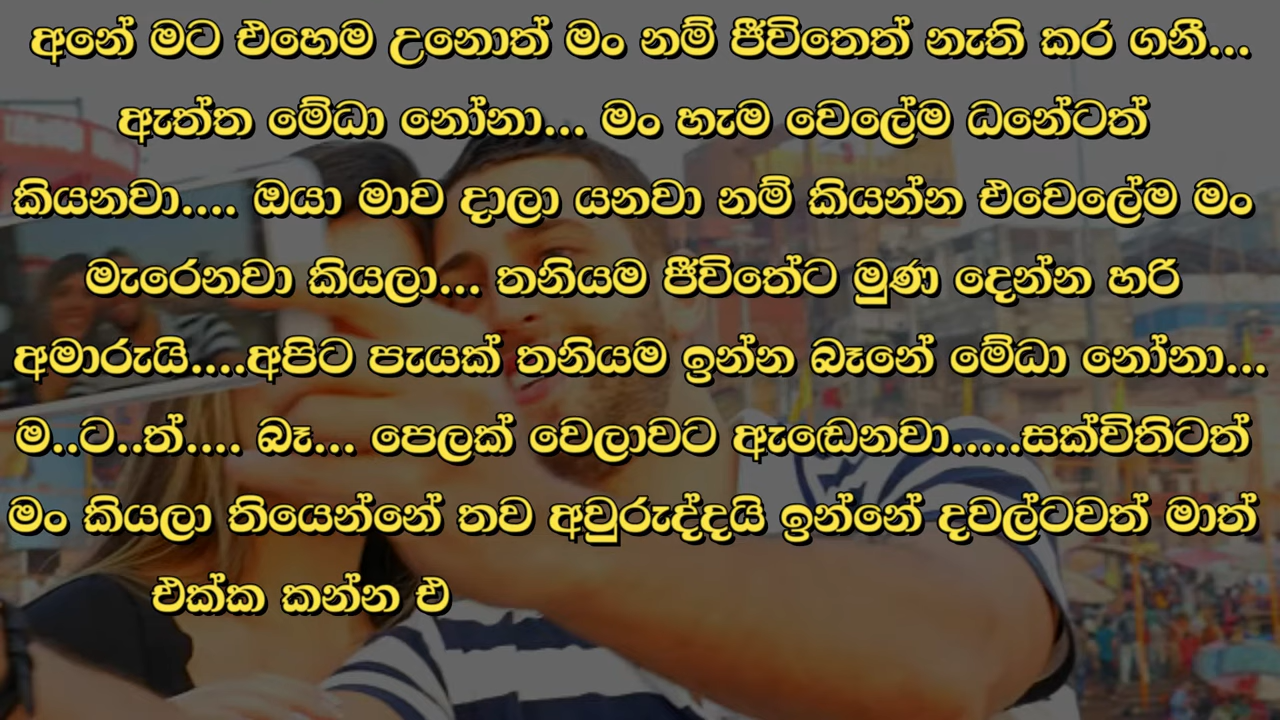 අනේ මට එහෙම උනොත් මං නම් ජීවිතෙත් නැති කර ගනී...
ඇත්ත මේධා නෝනා... මං හැම වෙලේම ධනේටත්
කියනවා.... ඔයා මාව දාලා යනවා නම් කියන්න එවෙලේම මං
මැරෙනවා කියලා... තනියම ජීවිතේට මුණ දෙන්න හරි
අමාරුයි....අපිට පැයක් තනියම ඉන්න බෑනේ මේධා නෝනා...
ම..ට..ත්.... බෑ... පෙලක් වෙලාවට ඇඬෙනවා.....සක්විතිටත්
මං කියලා තියෙන්නේ තව අවුරුද්දයි ඉන්නේ දවල්ටවත් මාත්
එක්ක කන්න එ